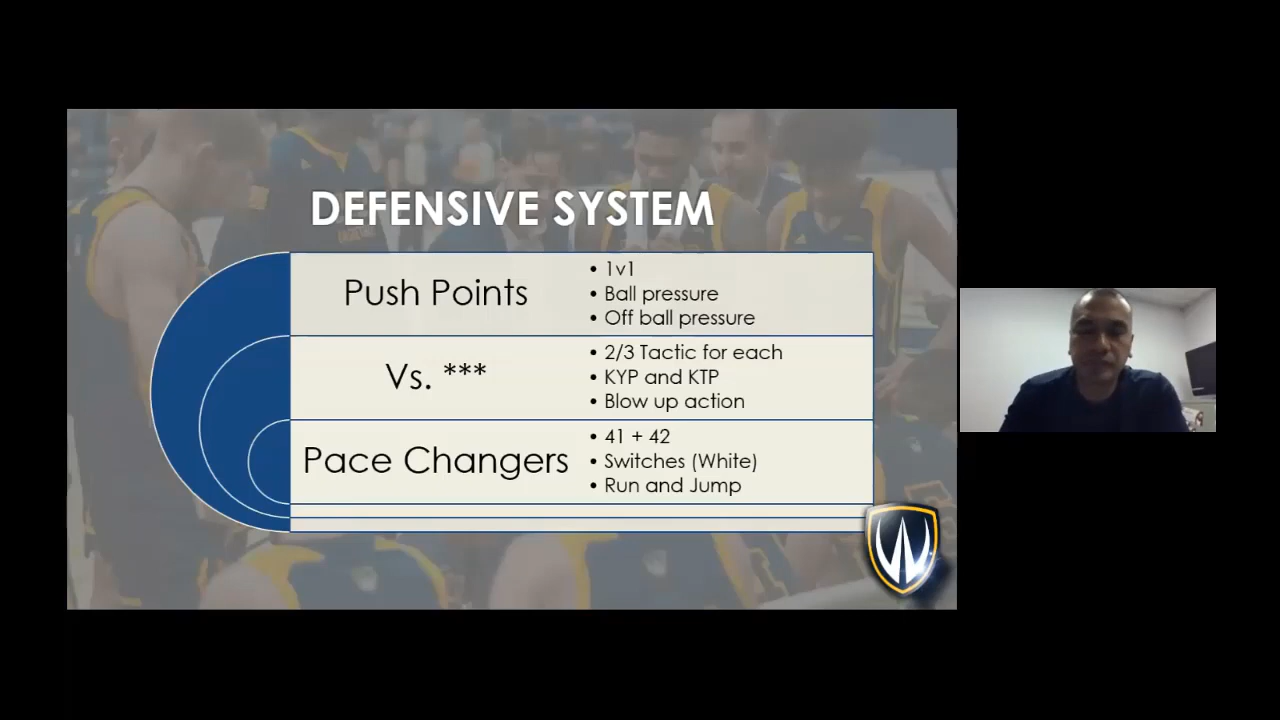 DEFENSIVE SYSTEM
Push Points
• 1v1
• Ball pressure
• Off ball pressure
Vs. ***
• 2/3 Tactic for each
• KYP and KTP
• Blow up action
Pace Changers
• 41 + 42
• Switches (White)
• Run and Jump